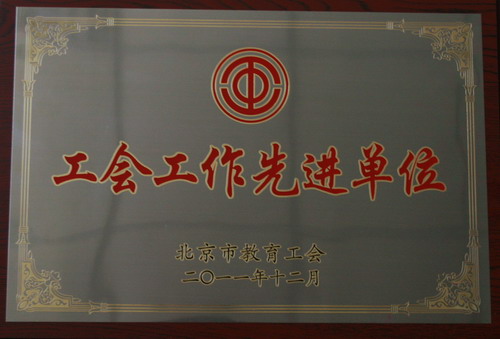 工会工作先进单位
北京市教育工会
二〇一一年十二月